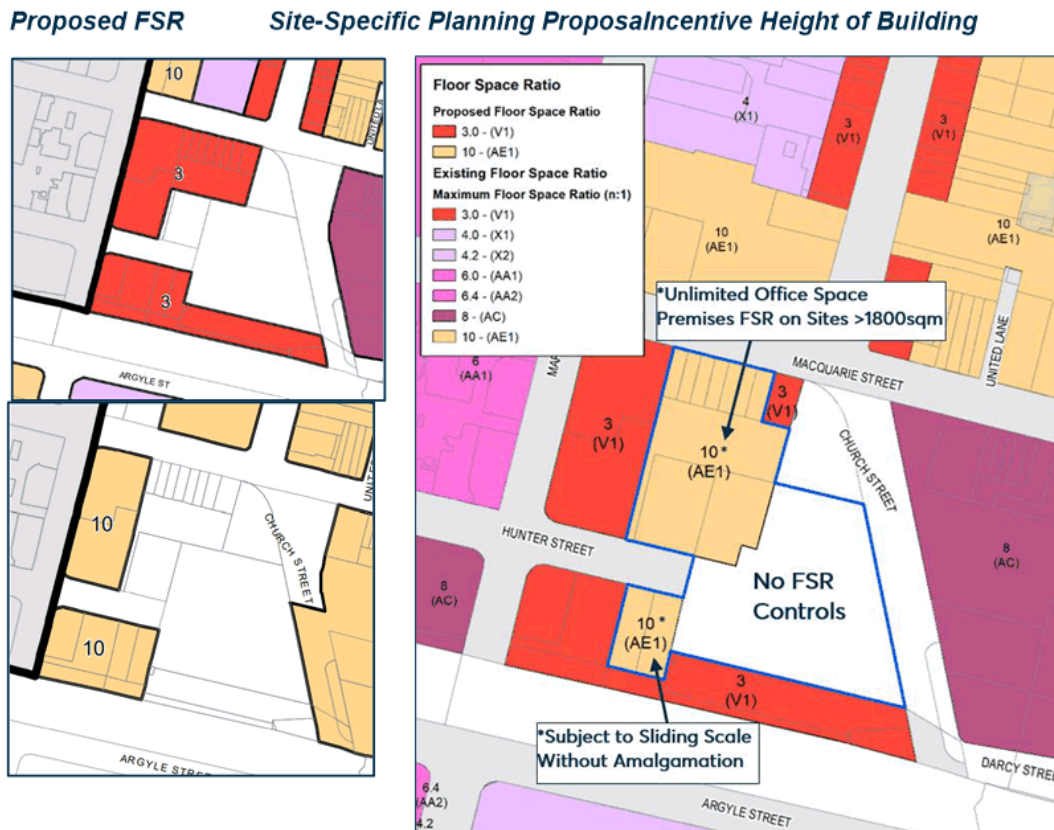 Proposed FSR
Site-Specific Planning Proposalncentive Height of Building
10
UNITED LA
3
3
ARGYLE ST
10
UNIT
CHURCH STREET
10
ARGYLE STREET
Floor Space Ratio
Proposed Floor Space Ratio
3.0 - (V1)
10 - (AE1)
Existing Floor Space Ratio
Maximum Floor Space Ratio (n:1)
3.0 - (V1)
4.0 - (X1)
4.2 - (X2)
6.0 - (AA1)
6.4 - (AA2)
8 - (AC)
10 - (AE1)
4
(X1)
3
(V1)
3
(V1)
10
(AE1)
10
(AE1)
*Unlimited Office Space
Premises FSR on Sites >1800sqm
UNITED LANE
MACQUARIE STREET
MAR
6
(AA1)
3
(V1)
3
(V1)
10 *
(AE1)
CHURCH STREET
HUNTER STREET
8
(AC)
8
(AC)
No FSR
Controls
10 *
(AE1)
3
(V1)
*Subject to Sliding Scale
Without Amalgamation
DARCY STREE
6.4
(AA2)
4.2
ARGYLE STREET